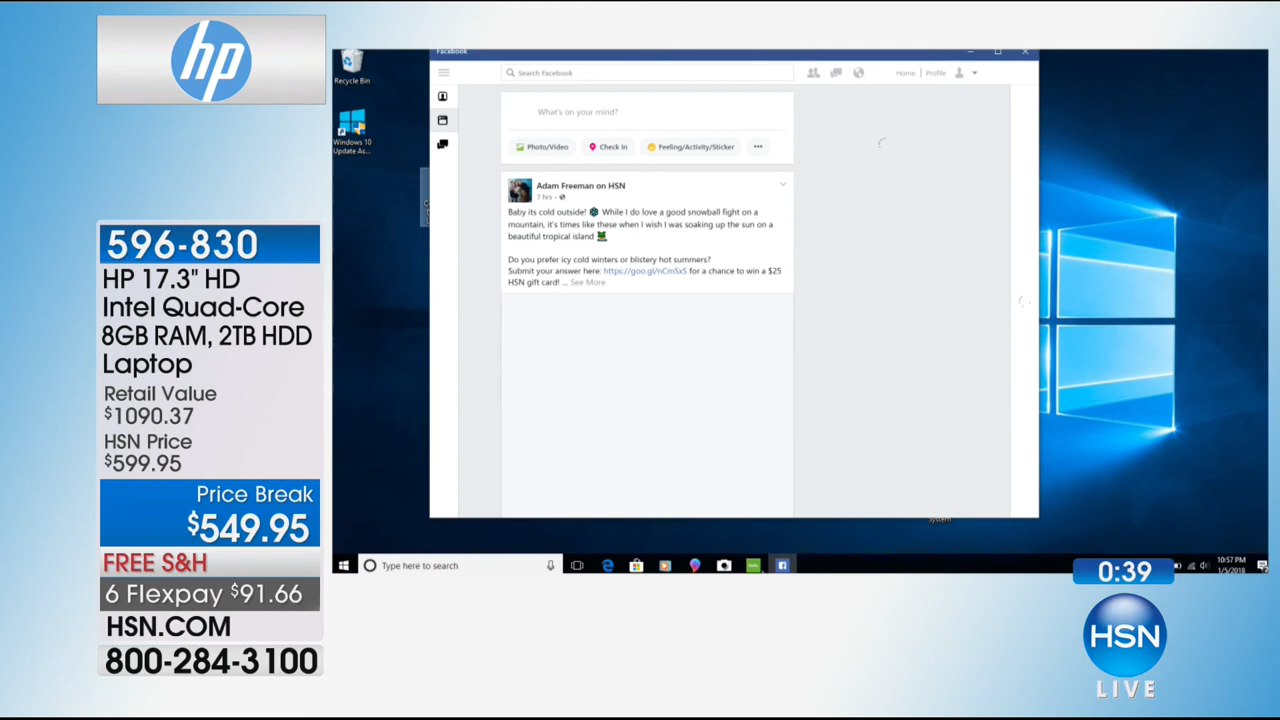 hp
596-830
HP 17.3" HD
Intel Quad-Core
8GB RAM, 2TB HDD
Laptop
Retail Value
$1090.37
HSN Price
$599.95
Price Break
$549.95
FREE S&H
6 Flexpay $91.66
HSN.COM
800-284-3100
Recycle Bin
Windows 10
Update As...
Facebook
Search Facebook
Home
Profile
What's on your mind?
Photo/Video
Check In
Feeling/Activity/Sticker
Adam Freeman on HSN
7 hrs
Baby its cold outside! While I do love a good snowball fight on a
mountain, it's times like these when I wish I was soaking up the sun on a
beautiful tropical island
Do you prefer icy cold winters or blistery hot summers?
Submit your answer here: https://goo.gl/nCmSxS for a chance to win a $25
HSN gift card! ... See More
System
Type here to search
10:57 PM
1/5/2018
0:39
HSN
LIVE